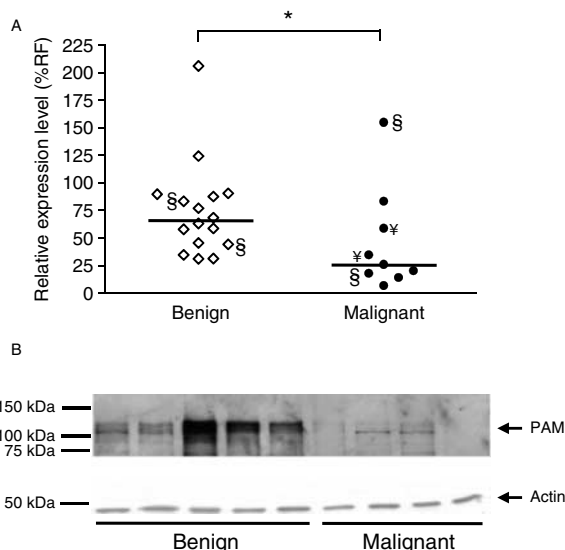 A
*
Relative expression level (%RF)
225
200
175
150
125
100
75
50
25
0
§
§
§
¥
¥
§
Benign Malignant
B
150 kDa
100 kDa
75 kDa
50 kDa
PAM
Actin
Benign Malignant